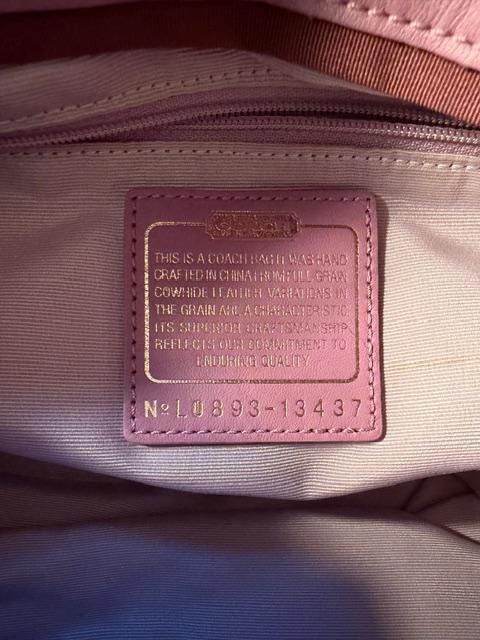 THIS IS A COACH BAG IT WAS HAND
CRAFTED IN CHINA FROM FULL GRAIN
COWHIDE LEATHER. VARIATIONS IN
THE GRAIN ARE A CHARACTERISTIC.
ITS SUPERIOR CRAFTSMANSHIP
REFLECTS OUR COMMITMENT TO
ENDURING QUALITY.
Nº L0893-13437